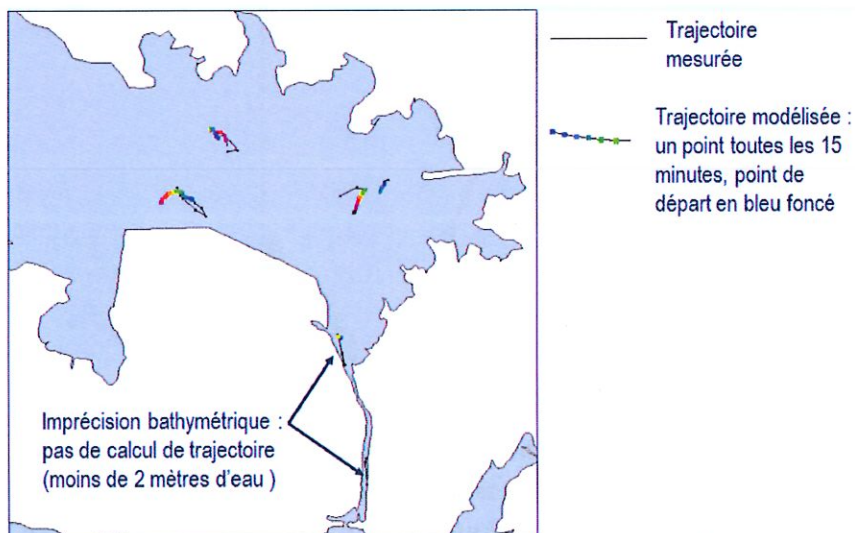 Trajectoire
mesurée
Trajectoire modélisée :
un point toutes les 15
minutes, point de
départ en bleu foncé
Imprécision bathymétrique :
pas de calcul de trajectoire
(moins de 2 mètres d'eau )